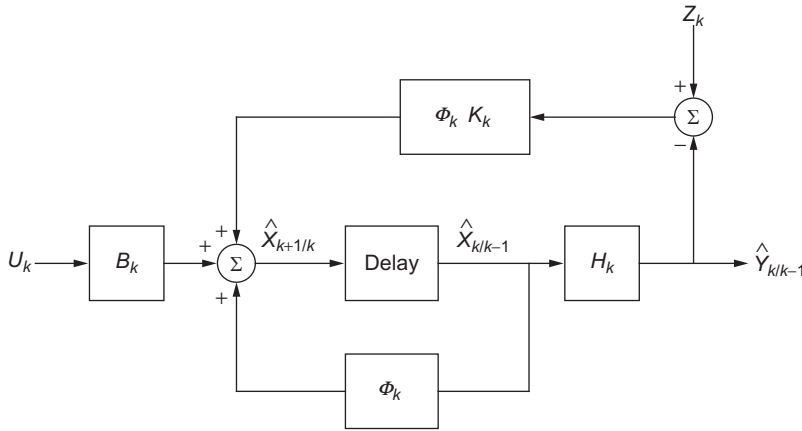 Z_k
+
Σ
Φ_k K_k
−
+
X̂_{k+1/k}
X̂_{k/k−1}
U_k
B_k
+
Σ
Delay
H_k
Ŷ_{k/k−1}
+
Φ_k